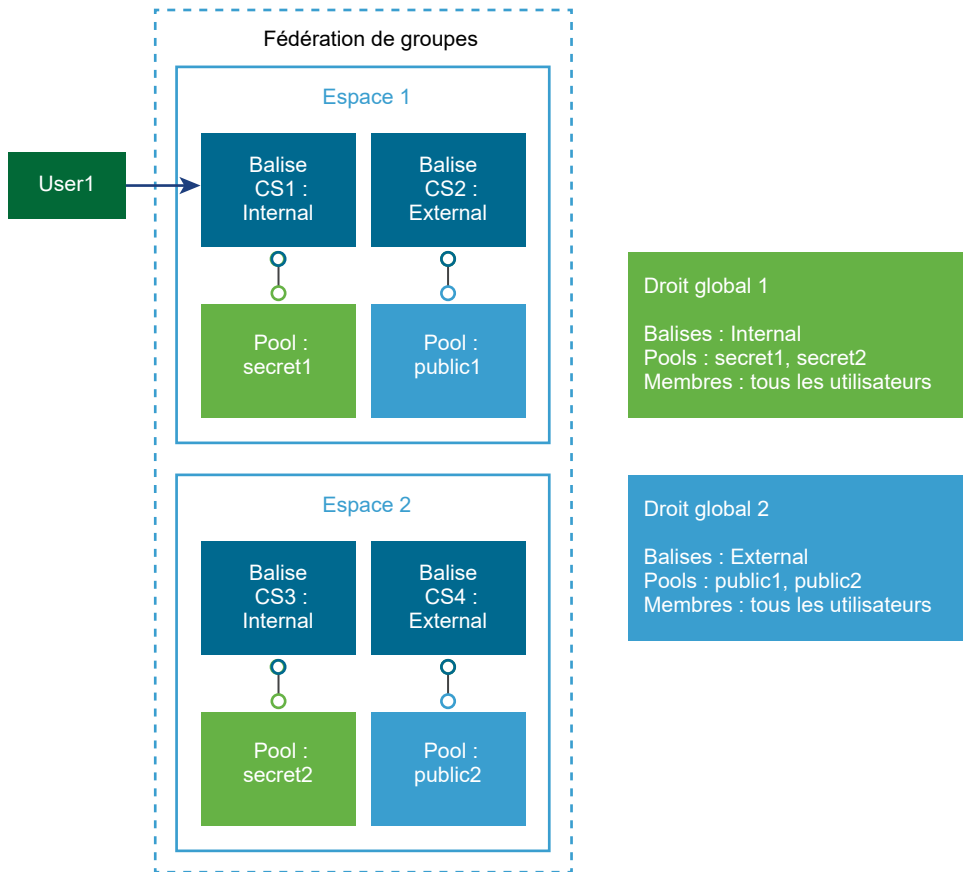 Fédération de groupes
Espace 1
User1
Balise
CS1 :
Internal
Balise
CS2 :
External
Pool :
secret1
Pool :
public1
Droit global 1
Balises : Internal
Pools : secret1, secret2
Membres : tous les utilisateurs
Espace 2
Balise
CS3 :
Internal
Balise
CS4 :
External
Pool :
secret2
Pool :
public2
Droit global 2
Balises : External
Pools : public1, public2
Membres : tous les utilisateurs